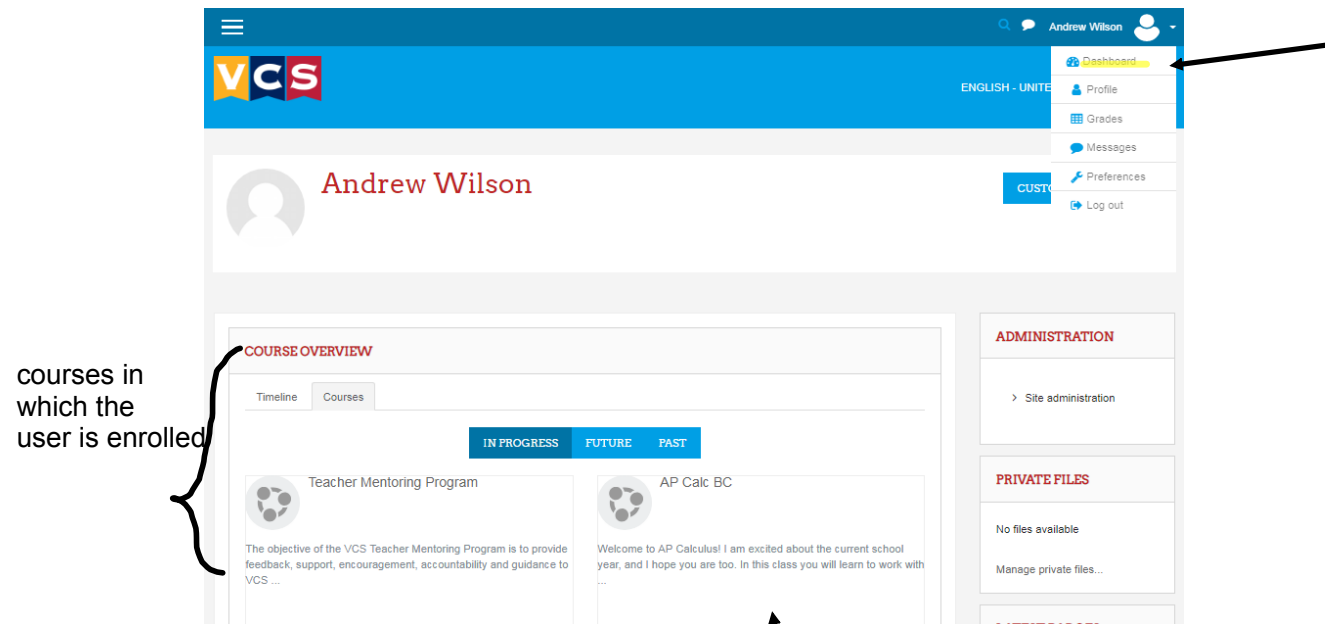 Andrew Wilson
VCS
ENGLISH - UNITE
Dashboard
Profile
Grades
Messages
Preferences
Log out
Andrew Wilson
CUST
courses in
which the
user is enrolled
COURSE OVERVIEW
Timeline Courses
IN PROGRESS FUTURE PAST
Teacher Mentoring Program
The objective of the VCS Teacher Mentoring Program is to provide
feedback, support, encouragement, accountability and guidance to
VCS ...
AP Calc BC
Welcome to AP Calculus! I am excited about the current school
year, and I hope you are too. In this class you will learn to work with
...
ADMINISTRATION
Site administration
PRIVATE FILES
No files available
Manage private files...